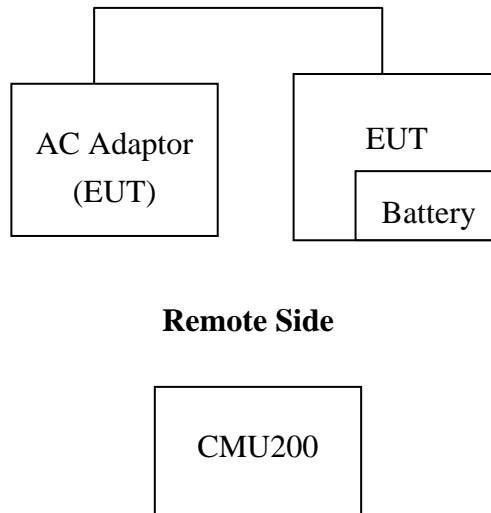 AC Adaptor
(EUT)
EUT
Battery
Remote Side
CMU200